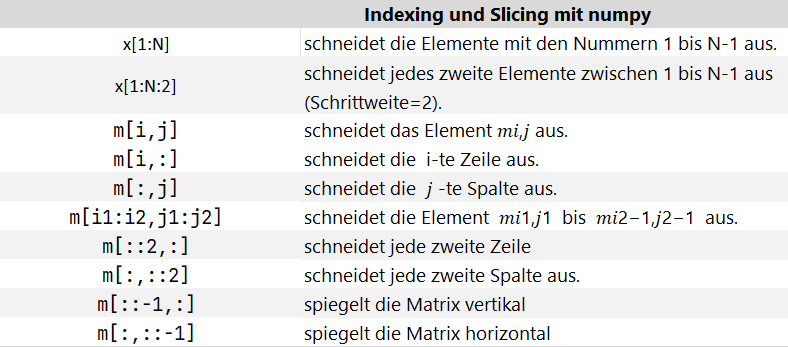 Indexing und Slicing mit numpy
x[1:N] schneidet die Elemente mit den Nummern 1 bis N-1 aus.
x[1:N:2] schneidet jedes zweite Elemente zwischen 1 bis N-1 aus
(Schrittweite=2).
m[i,j] schneidet das Element mi,j aus.
m[i,:] schneidet die i-te Zeile aus.
m[:,j] schneidet die j -te Spalte aus.
m[i1:i2,j1:j2] schneidet die Element mi1,j1 bis mi2−1,j2−1 aus.
m[::2,:] schneidet jede zweite Zeile
m[:,::2] schneidet jede zweite Spalte aus.
m[::-1,:] spiegelt die Matrix vertikal
m[:,::-1] spiegelt die Matrix horizontal